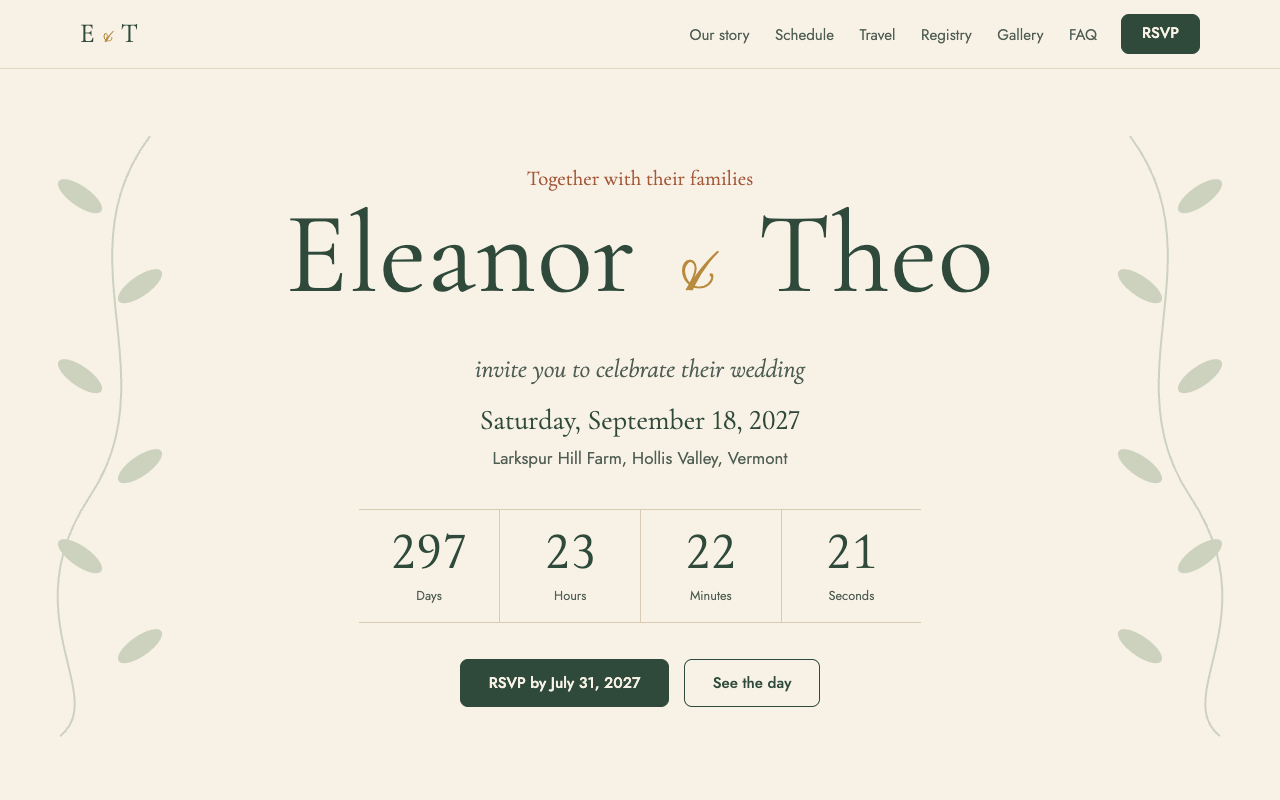 E & T
Our story Schedule Travel Registry Gallery FAQ RSVP
Together with their families
Eleanor & Theo
invite you to celebrate their wedding
Saturday, September 18, 2027
Larkspur Hill Farm, Hollis Valley, Vermont
297 23 22 21
Days Hours Minutes Seconds
RSVP by July 31, 2027 See the day